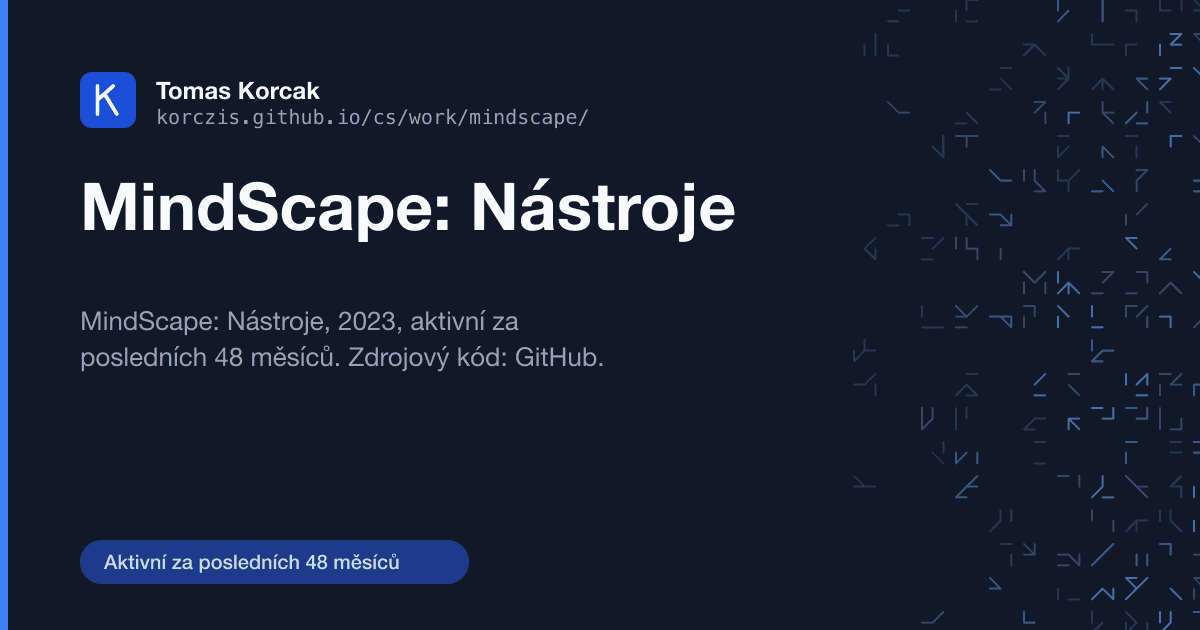 K
Tomas Korcak
korczis.github.io/cs/work/mindscape/
MindScape: Nástroje
MindScape: Nástroje, 2023, aktivní za
posledních 48 měsíců. Zdrojový kód: GitHub.
Aktivní za posledních 48 měsíců